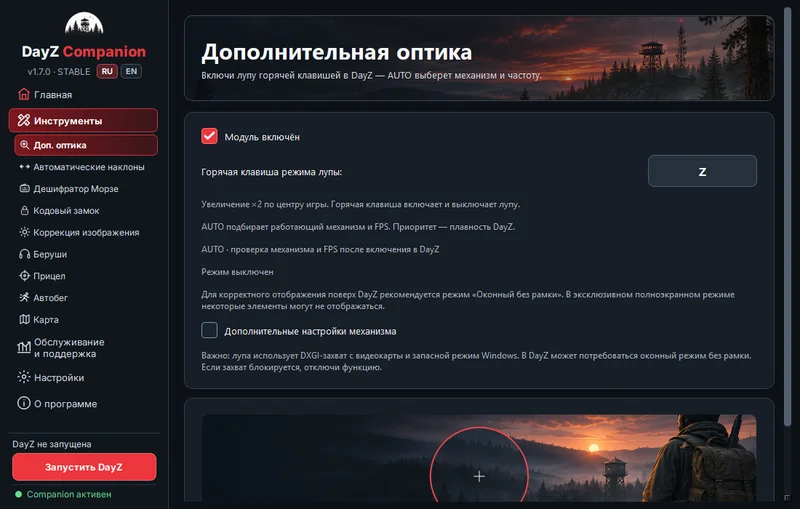 DayZ Companion
v1.7.0 · STABLE RU EN
Главная
Инструменты
Доп. оптика
Автоматические наклоны
Дешифратор Морзе
Кодовый замок
Коррекция изображения
Беруши
Прицел
Автобег
Карта
Обслуживание
и поддержка
Настройки
О программе
DayZ не запущена
Запустить DayZ
Companion активен
Дополнительная оптика
Включи лупу горячей клавишей в DayZ — AUTO выберет механизм и частоту.
Модуль включён
Горячая клавиша режима лупы:
Z
Увеличение ×2 по центру игры. Горячая клавиша включает и выключает лупу.
AUTO подбирает работающий механизм и FPS. Приоритет — плавность DayZ.
AUTO · проверка механизма и FPS после включения в DayZ
Режим выключен
Для корректного отображения поверх DayZ рекомендуется режим «Оконный без рамки». В эксклюзивном полноэкранном режиме
некоторые элементы могут не отображаться.
Дополнительные настройки механизма
Важно: лупа использует DXGI-захват с видеокарты и запасной режим Windows. В DayZ может потребоваться оконный режим без рамки.
Если захват блокируется, отключи функцию.